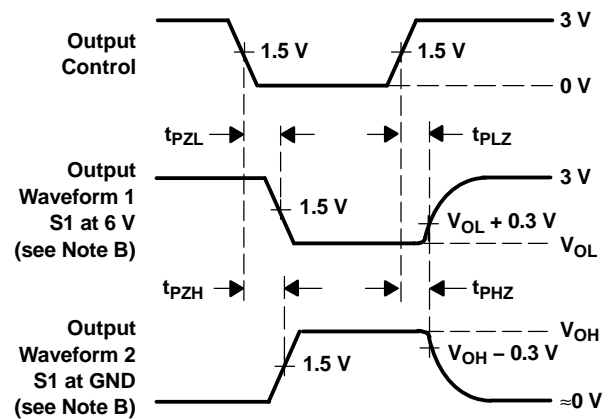 Output
Control
1.5 V
1.5 V
3 V
0 V
tPZL
tPLZ
Output
Waveform 1
S1 at 6 V
(see Note B)
1.5 V
3 V
VOL + 0.3 V
VOL
tPZH
tPHZ
Output
Waveform 2
S1 at GND
(see Note B)
1.5 V
VOH
VOH − 0.3 V
≈0 V